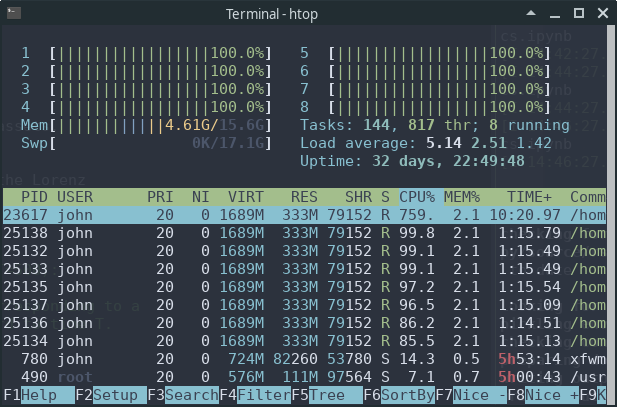 Terminal - htop
1 [|||||||||||||||||100.0%] 5 [|||||||||||||||||100.0%]
2 [|||||||||||||||||100.0%] 6 [|||||||||||||||||100.0%]
3 [|||||||||||||||||100.0%] 7 [|||||||||||||||||100.0%]
4 [|||||||||||||||||100.0%] 8 [|||||||||||||||||100.0%]
Mem[||||||||||||4.61G/15.6G] Tasks: 144, 817 thr; 8 running
Swp[ 0K/17.1G] Load average: 5.14 2.51 1.42
Uptime: 32 days, 22:49:48
PID USER PRI NI VIRT RES SHR S CPU% MEM% TIME+ Comm
23617 john 20 0 1689M 333M 79152 R 759. 2.1 10:20.97 /hom
25138 john 20 0 1689M 333M 79152 R 99.8 2.1 1:15.79 /hom
25132 john 20 0 1689M 333M 79152 R 99.1 2.1 1:15.49 /hom
25133 john 20 0 1689M 333M 79152 R 99.1 2.1 1:15.49 /hom
25135 john 20 0 1689M 333M 79152 R 97.2 2.1 1:15.54 /hom
25137 john 20 0 1689M 333M 79152 R 96.5 2.1 1:15.09 /hom
25136 john 20 0 1689M 333M 79152 R 86.2 2.1 1:14.51 /hom
25134 john 20 0 1689M 333M 79152 R 85.5 2.1 1:15.13 /hom
780 john 20 0 724M 82260 53780 S 14.3 0.5 5h53:14 xfwm
490 root 20 0 576M 111M 97564 S 7.1 0.7 5h00:43 /usr
F1Help F2Setup F3SearchF4FilterF5Tree F6SortByF7Nice -F8Nice +F9K